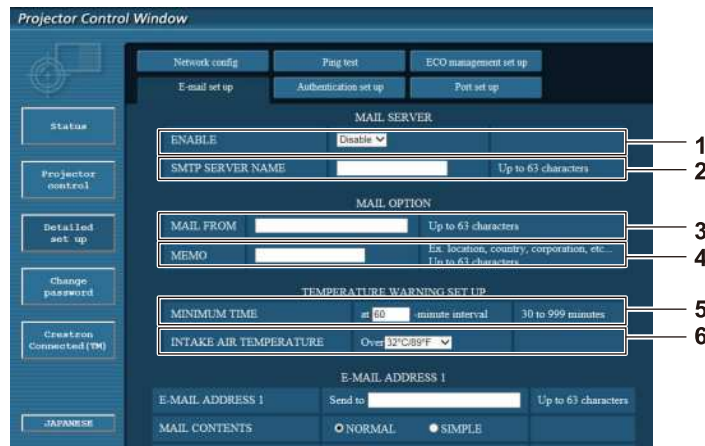 Projector Control Window
Network config Ping test ECO management set up
E-mail set up Authentication set up Port set up
Status
Projector control
Detailed set up
Change password
Crestron Connected(TM)
JAPANESE
MAIL SERVER
ENABLE Disable 1
SMTP SERVER NAME Up to 63 characters 2
MAIL OPTION
MAIL FROM Up to 63 characters 3
MEMO Ex. location, country, corporation, etc... Up to 63 characters 4
TEMPERATURE WARNING SET UP
MINIMUM TIME at 60 -minute interval 30 to 999 minutes 5
INTAKE AIR TEMPERATURE Over 32°C/89°F 6
E-MAIL ADDRESS 1
E-MAIL ADDRESS 1 Send to Up to 63 characters
MAIL CONTENTS NORMAL SIMPLE